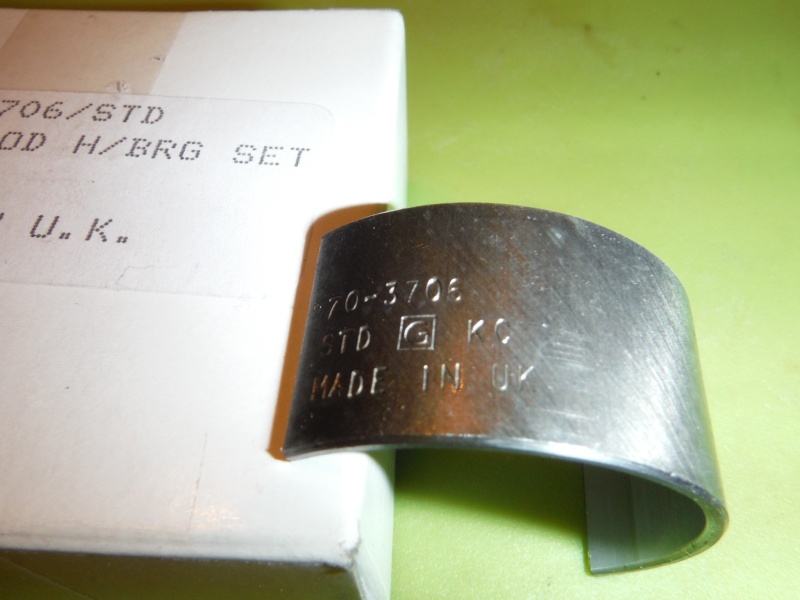 706/STD
OD H/BRG SET
U.K.
70-3706
STD G KC
MADE IN UK